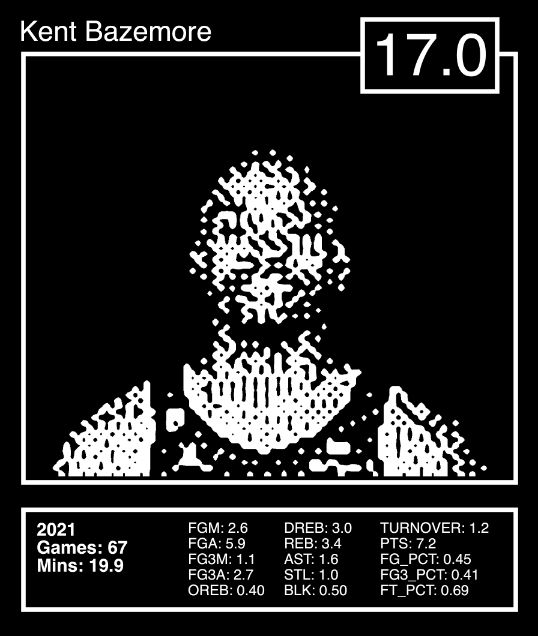 Kent Bazemore
17.0
2021
Games: 67
Mins: 19.9
FGM: 2.6
FGA: 5.9
FG3M: 1.1
FG3A: 2.7
OREB: 0.40
DREB: 3.0
REB: 3.4
AST: 1.6
STL: 1.0
BLK: 0.50
TURNOVER: 1.2
PTS: 7.2
FG_PCT: 0.45
FG3_PCT: 0.41
FT_PCT: 0.69